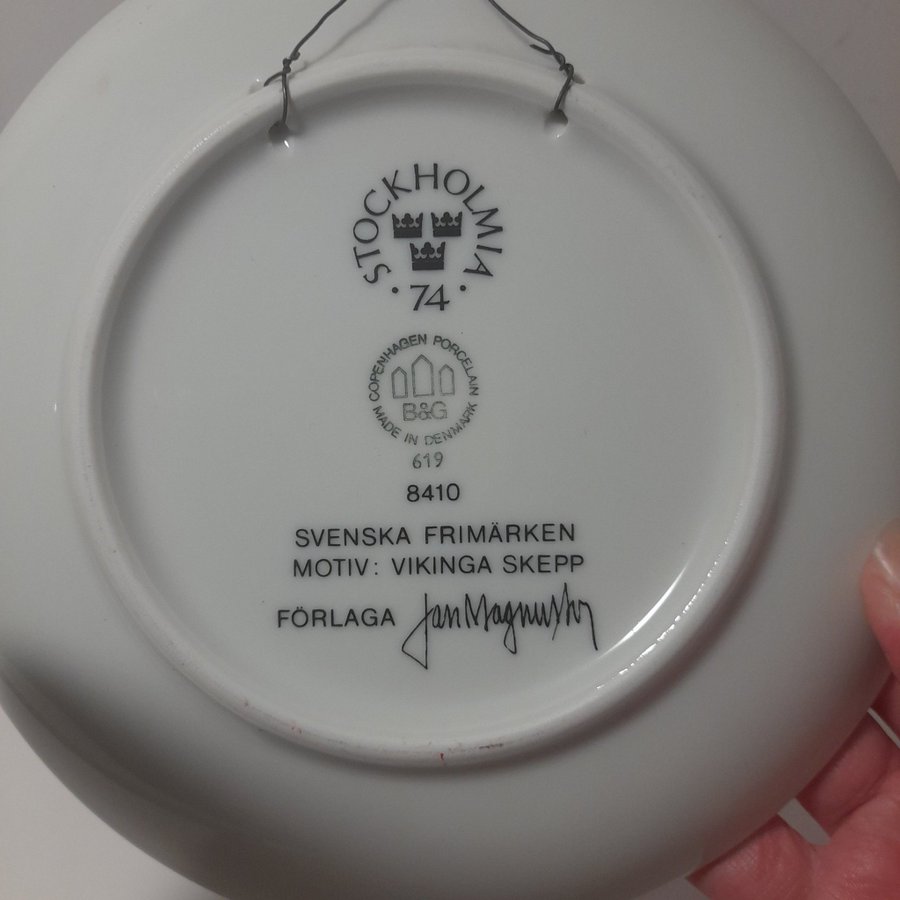 STOCKHOLMIA
· 74 ·
COPENHAGEN PORCELAIN
B&G
MADE IN DENMARK
619
8410
SVENSKA FRIMÄRKEN
MOTIV: VIKINGA SKEPP
FÖRLAGA Jan Magnusson